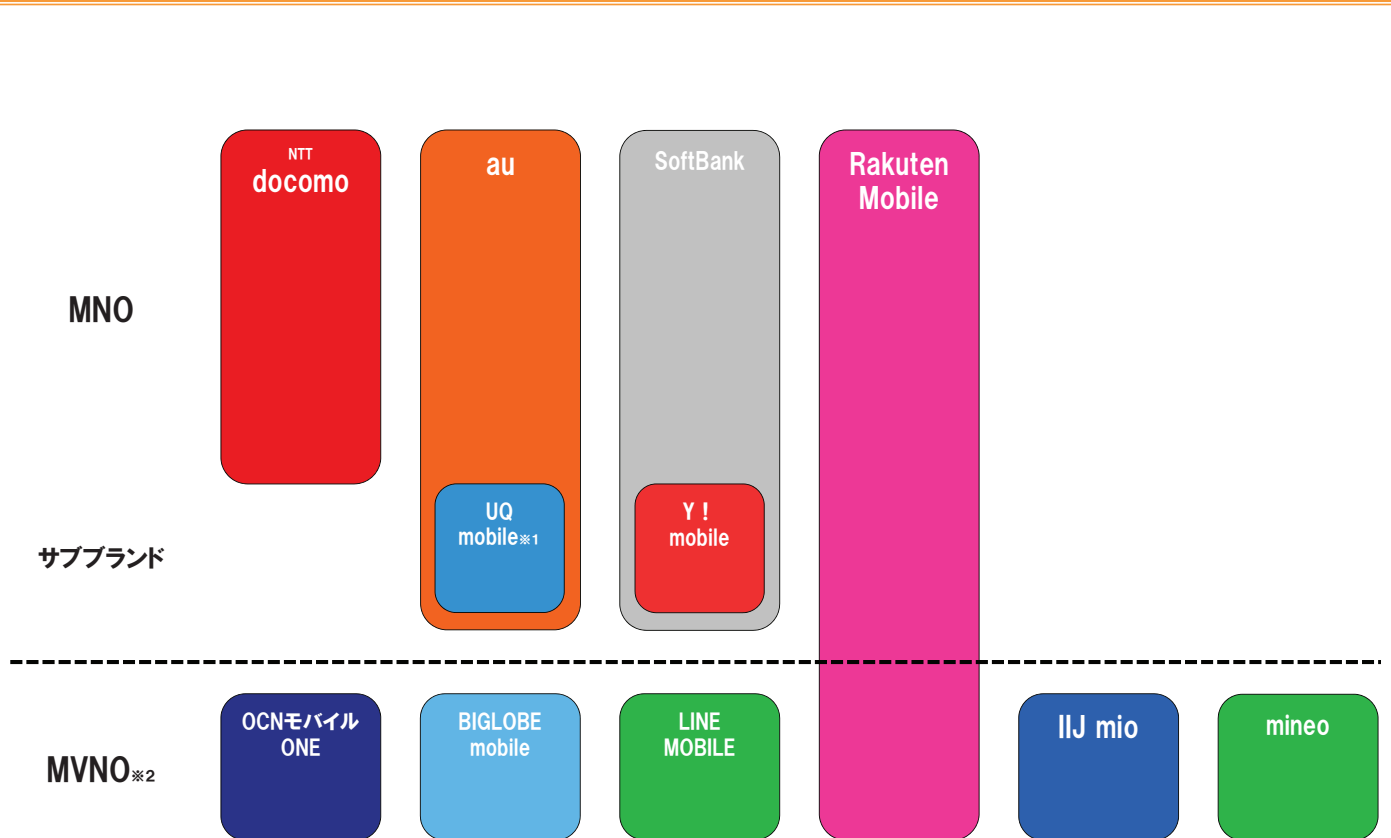 NTT
docomo
au
SoftBank
Rakuten
Mobile
MNO
UQ
mobile※1
Y！
mobile
サブブランド
OCNモバイル
ONE
BIGLOBE
mobile
LINE
MOBILE
IIJ mio
mineo
MVNO※2